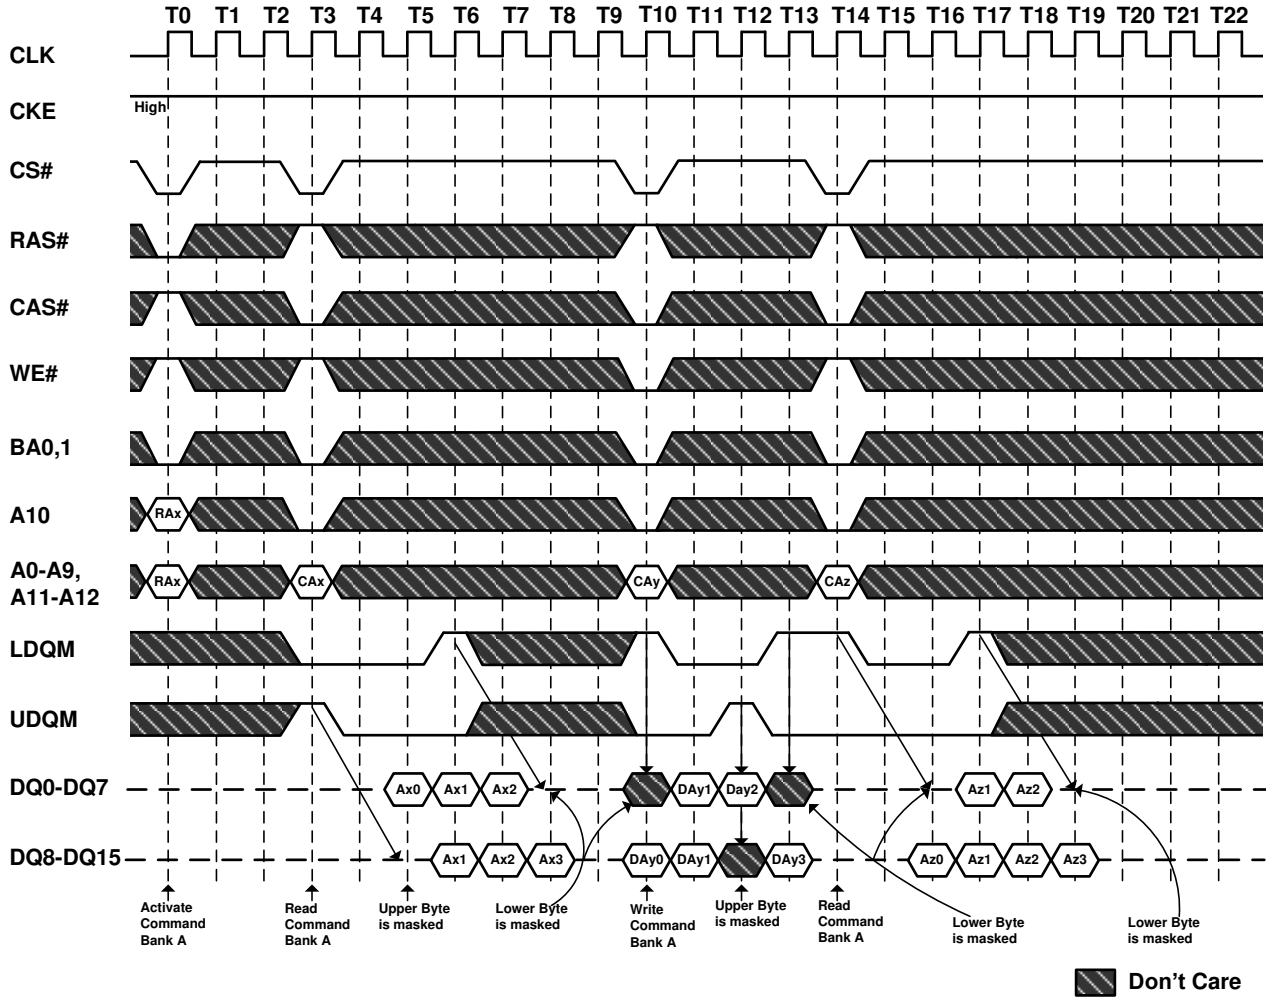 T0 T1 T2 T3 T4 T5 T6 T7 T8 T9 T10 T11 T12 T13 T14 T15 T16 T17 T18 T19 T20 T21 T22
CLK
CKE
High
CS#
RAS#
CAS#
WE#
BA0,1
A10
RAx
A0-A9,
A11-A12
RAx CAx CAy CAz
LDQM
UDQM
DQ0-DQ7
Ax0 Ax1 Ax2 DAy1 Day2 Az1 Az2
DQ8-DQ15
Ax1 Ax2 Ax3 DAy0 DAy1 DAy3 Az0 Az1 Az2 Az3
Activate
Command
Bank A
Read
Command
Bank A
Upper Byte
is masked
Lower Byte
is masked
Write
Command
Bank A
Upper Byte
is masked
Read
Command
Bank A
Lower Byte
is masked
Lower Byte
is masked
Don't Care